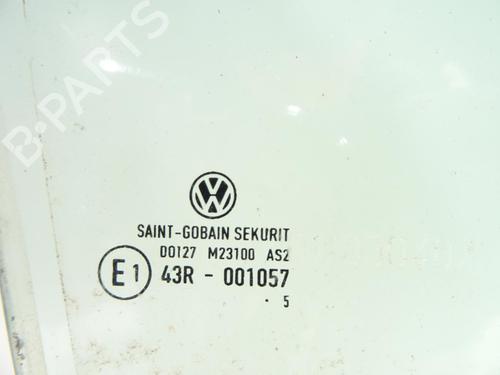 B-PARTS
SAINT-GOBAIN SEKURIT
D0127 M23100 AS2
E1 43R - 001057
. 5